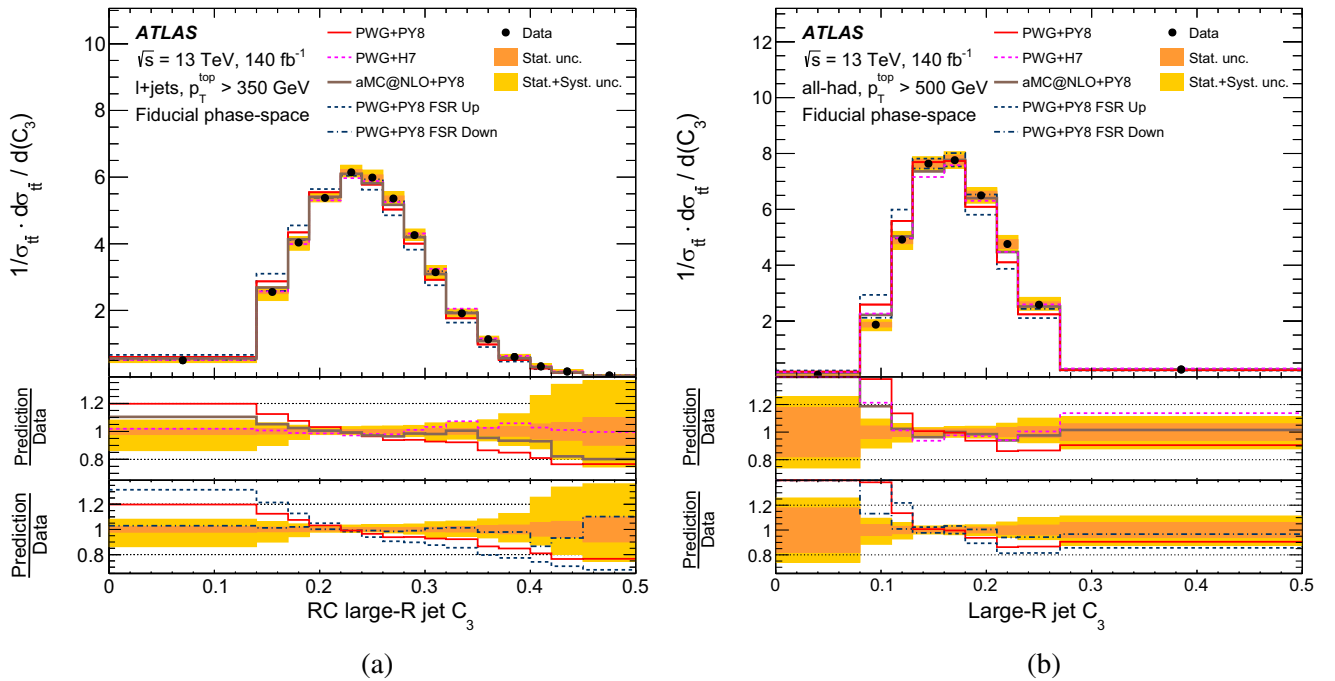 ATLAS
√s = 13 TeV, 140 fb⁻¹
l+jets, p_T^top > 350 GeV
Fiducial phase-space
PWG+PY8
PWG+H7
aMC@NLO+PY8
PWG+PY8 FSR Up
PWG+PY8 FSR Down
Data
Stat. unc.
Stat.+Syst. unc.
1/σ_tt̄ · dσ_tt̄ / d(C₃)
10
8
6
4
2
Prediction
Data
1.2
1
0.8
Prediction
Data
1.2
1
0.8
0 0.1 0.2 0.3 0.4 0.5
RC large-R jet C₃
(a)
ATLAS
√s = 13 TeV, 140 fb⁻¹
all-had, p_T^top > 500 GeV
Fiducial phase-space
PWG+PY8
PWG+H7
aMC@NLO+PY8
PWG+PY8 FSR Up
PWG+PY8 FSR Down
Data
Stat. unc.
Stat.+Syst. unc.
1/σ_tt̄ · dσ_tt̄ / d(C₃)
12
10
8
6
4
2
Prediction
Data
1.2
1
0.8
Prediction
Data
1.2
1
0.8
0 0.1 0.2 0.3 0.4 0.5
Large-R jet C₃
(b)